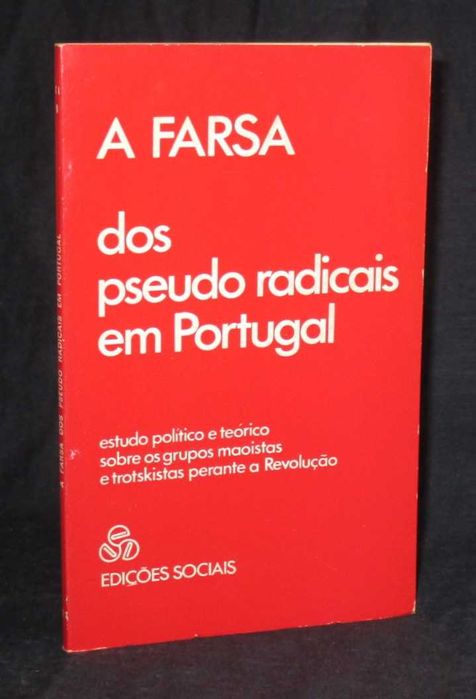 A FARSA
dos
pseudo radicais
em Portugal
estudo político e teórico
sobre os grupos maoistas
e trotskistas perante a Revolução
EDIÇÕES SOCIAIS
A FARSA DOS PSEUDO RADICAIS EM PORTUGAL